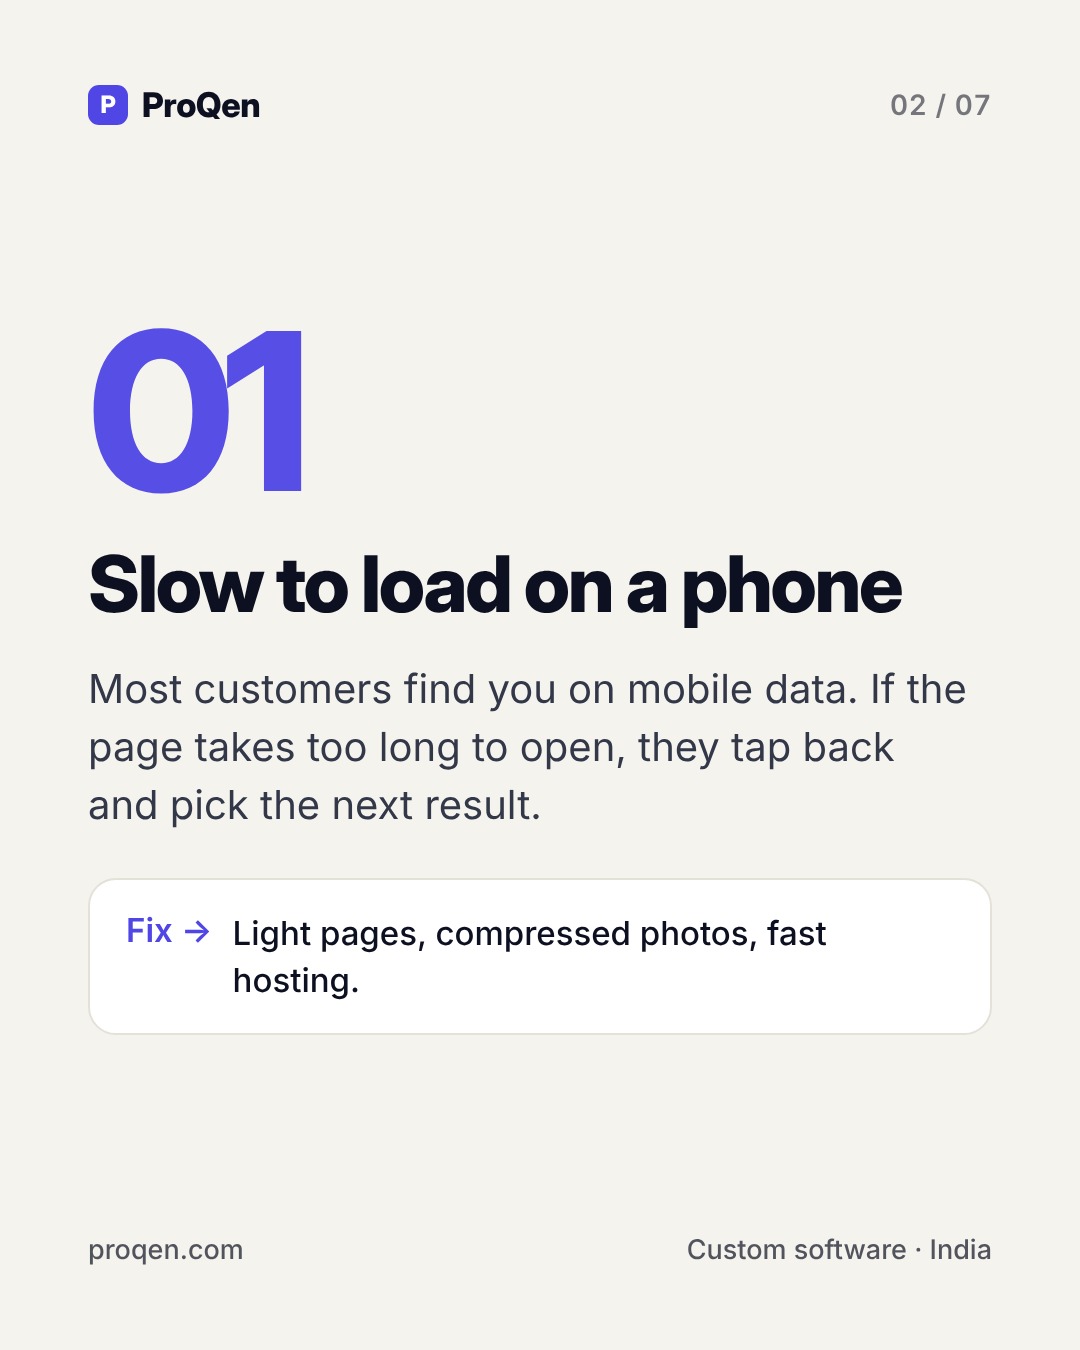 P ProQen
02 / 07
01
Slow to load on a phone
Most customers find you on mobile data. If the
page takes too long to open, they tap back
and pick the next result.
Fix → Light pages, compressed photos, fast
hosting.
proqen.com
Custom software · India